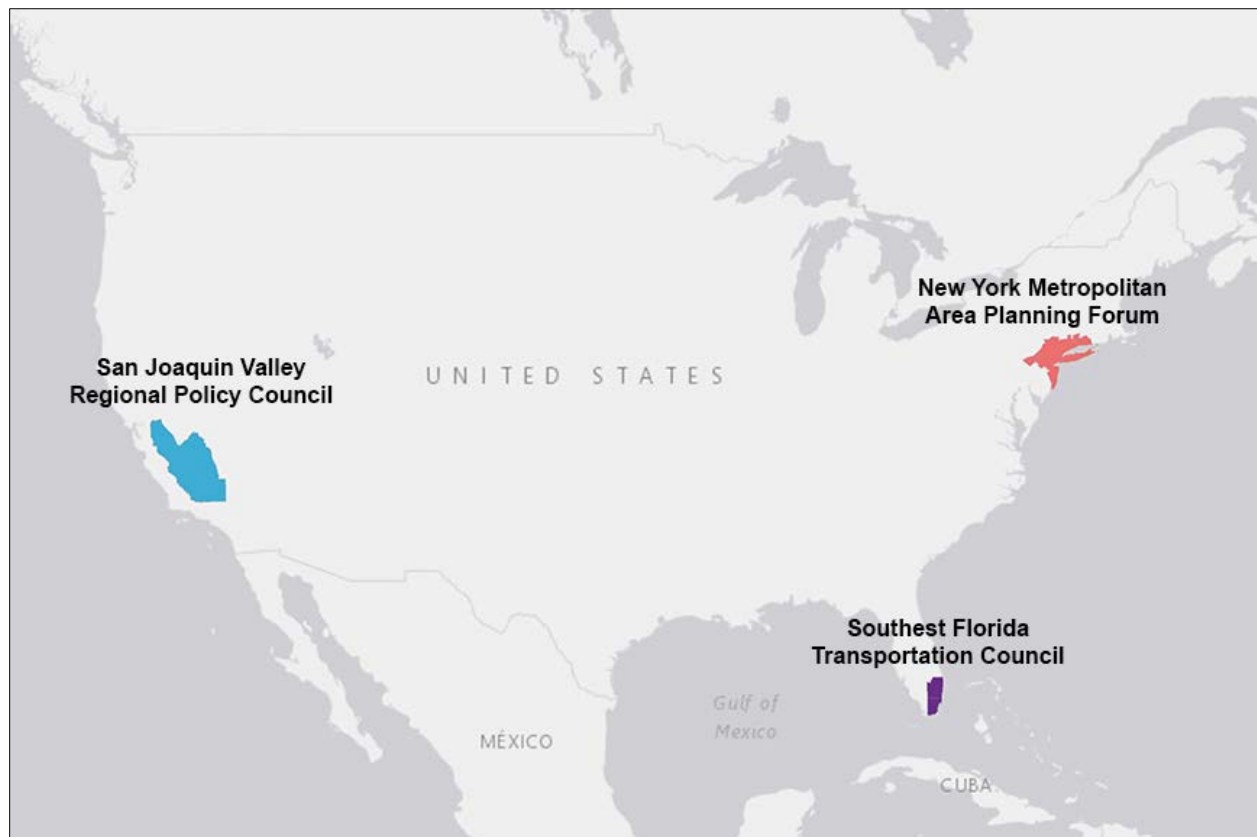 New York Metropolitan
Area Planning Forum
San Joaquin Valley
Regional Policy Council
UNITED STATES
Southest Florida
Transportation Council
Gulf of
Mexico
MÉXICO
CUBA